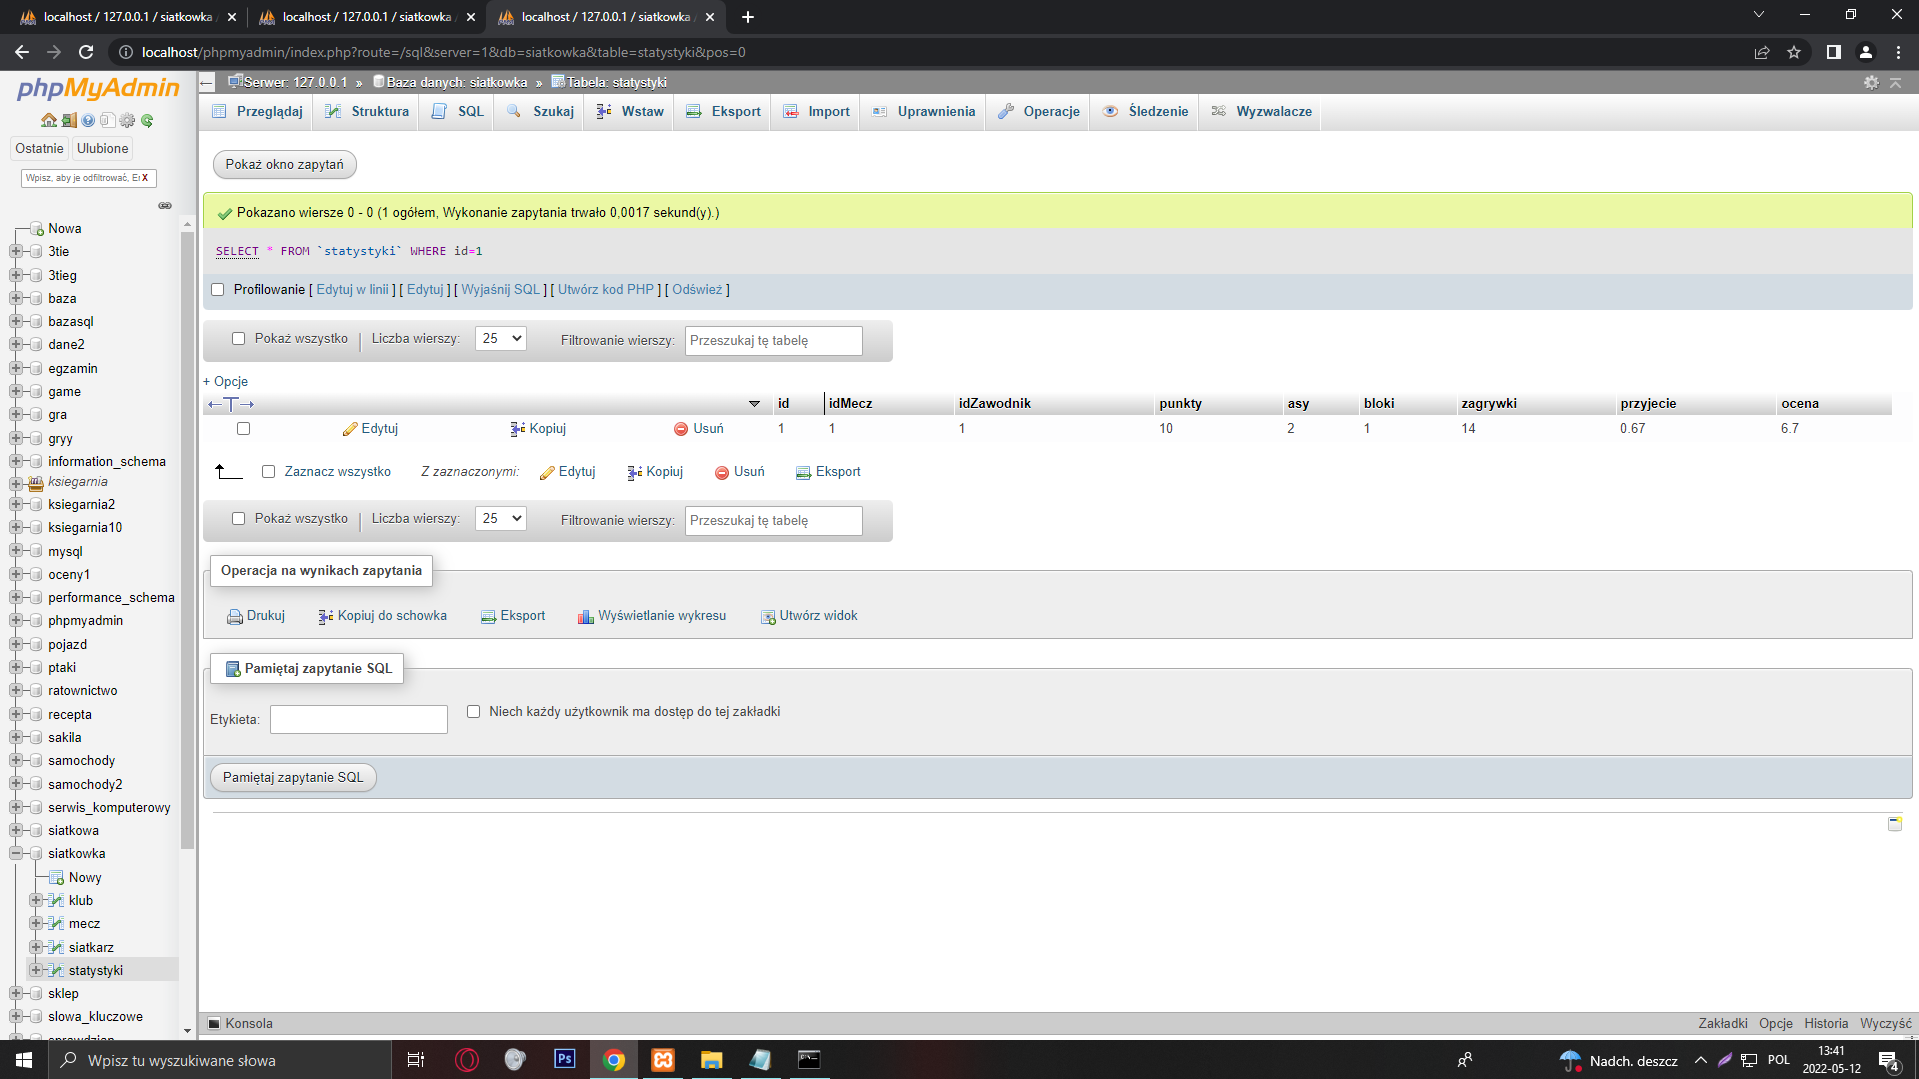 localhost / 127.0.0.1 / siatkowka
localhost / 127.0.0.1 / siatkowka
localhost / 127.0.0.1 / siatkowka
localhost/phpmyadmin/index.php?route=/sql&server=1&db=siatkowka&table=statystyki&pos=0
phpMyAdmin
Ostatnie
Ulubione
Wpisz, aby je odfiltrować, E
X
Nowa
3tie
3tieg
baza
bazasql
dane2
egzamin
game
gra
gryy
information_schema
ksiegarnia
ksiegarnia2
ksiegarnia10
mysql
oceny1
performance_schema
phpmyadmin
pojazd
ptaki
ratownictwo
recepta
sakila
samochody
samochody2
serwis_komputerowy
siatkowa
siatkowka
Nowy
klub
mecz
siatkarz
statystyki
sklep
slowa_kluczowe
Serwer: 127.0.0.1 » Baza danych: siatkowka » Tabela: statystyki
Przeglądaj Struktura SQL Szukaj Wstaw Eksport Import Uprawnienia Operacje Śledzenie Wyzwalacze
Pokaż okno zapytań
Pokazano wiersze 0 - 0 (1 ogółem, Wykonanie zapytania trwało 0,0017 sekund(y).)
SELECT * FROM `statystyki` WHERE id=1
Profilowanie [ Edytuj w linii ] [ Edytuj ] [ Wyjaśnij SQL ] [ Utwórz kod PHP ] [ Odśwież ]
Pokaż wszystko | Liczba wierszy: 25 Filtrowanie wierszy: Przeszukaj tę tabelę
+ Opcje
←T→ id idMecz idZawodnik punkty asy bloki zagrywki przyjecie ocena
Edytuj Kopiuj Usuń 1 1 1 10 2 1 14 0.67 6.7
Zaznacz wszystko Z zaznaczonymi: Edytuj Kopiuj Usuń Eksport
Pokaż wszystko | Liczba wierszy: 25 Filtrowanie wierszy: Przeszukaj tę tabelę
Operacja na wynikach zapytania
Drukuj Kopiuj do schowka Eksport Wyświetlanie wykresu Utwórz widok
Pamiętaj zapytanie SQL
Etykieta: Niech każdy użytkownik ma dostęp do tej zakładki
Pamiętaj zapytanie SQL
Konsola
Zakładki Opcje Historia Wyczyść
Wpisz tu wyszukiwane słowa
Ps
Nadch. deszcz
POL
13:41
2022-05-12
4